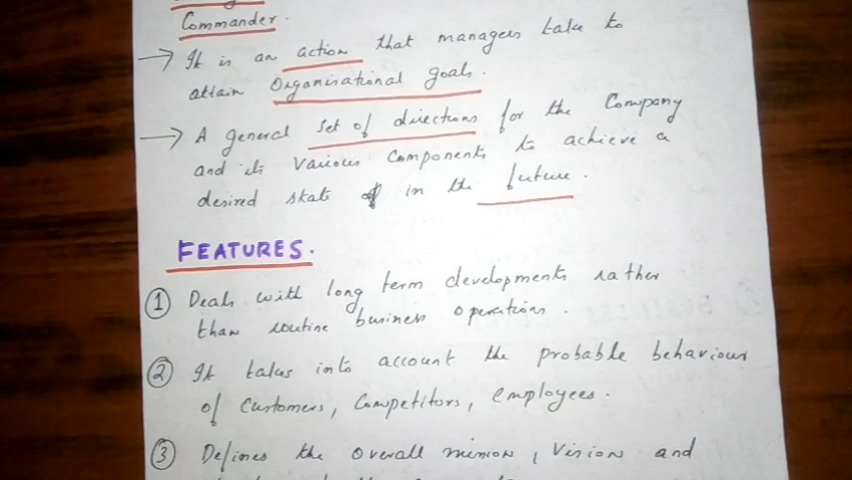 Commander.
→ It is an action that managers take to
attain Organisational goals.
→ A general set of directions for the Company
and its various components to achieve a
desired state in the future.
FEATURES.
① Deals with long term developments rather
than routine business operations.
② It takes into account the probable behaviour
of Customers, Competitors, employees.
③ Defines the overall mission, Vision and